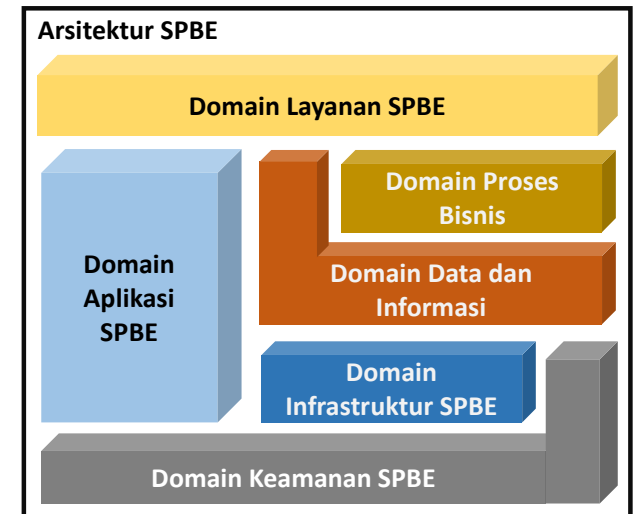 Arsitektur SPBE
Domain Layanan SPBE
Domain Proses
Bisnis
Domain
Aplikasi
SPBE
Domain Data dan
Informasi
Domain
Infrastruktur SPBE
Domain Keamanan SPBE